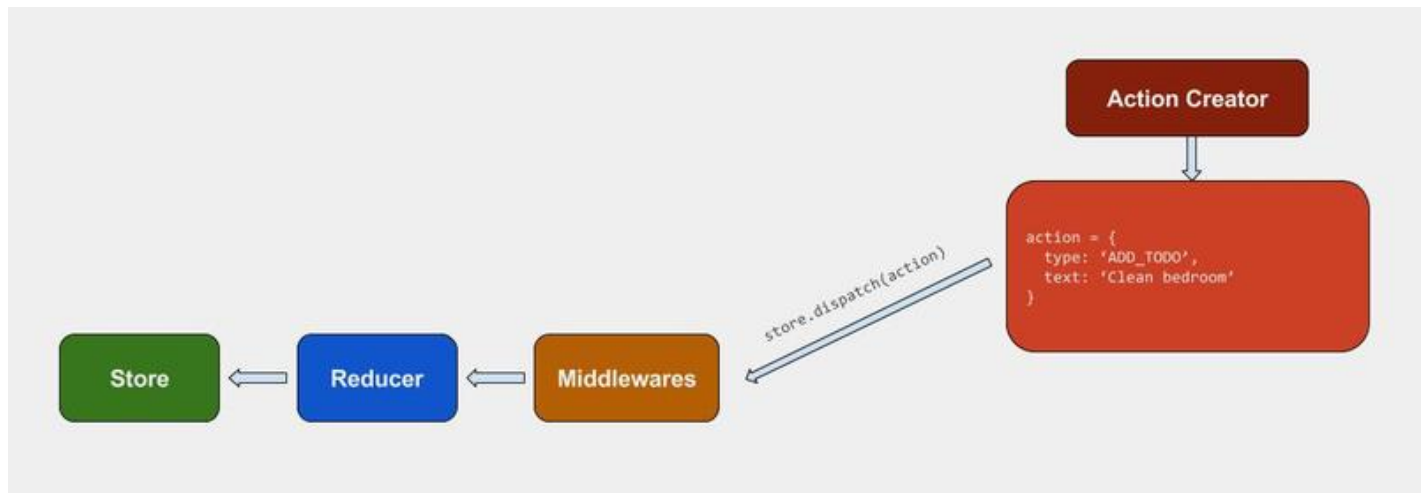 Action Creator
action = {
type: ‘ADD_TODO’,
text: ‘Clean bedroom’
}
store.dispatch(action)
Store
Reducer
Middlewares